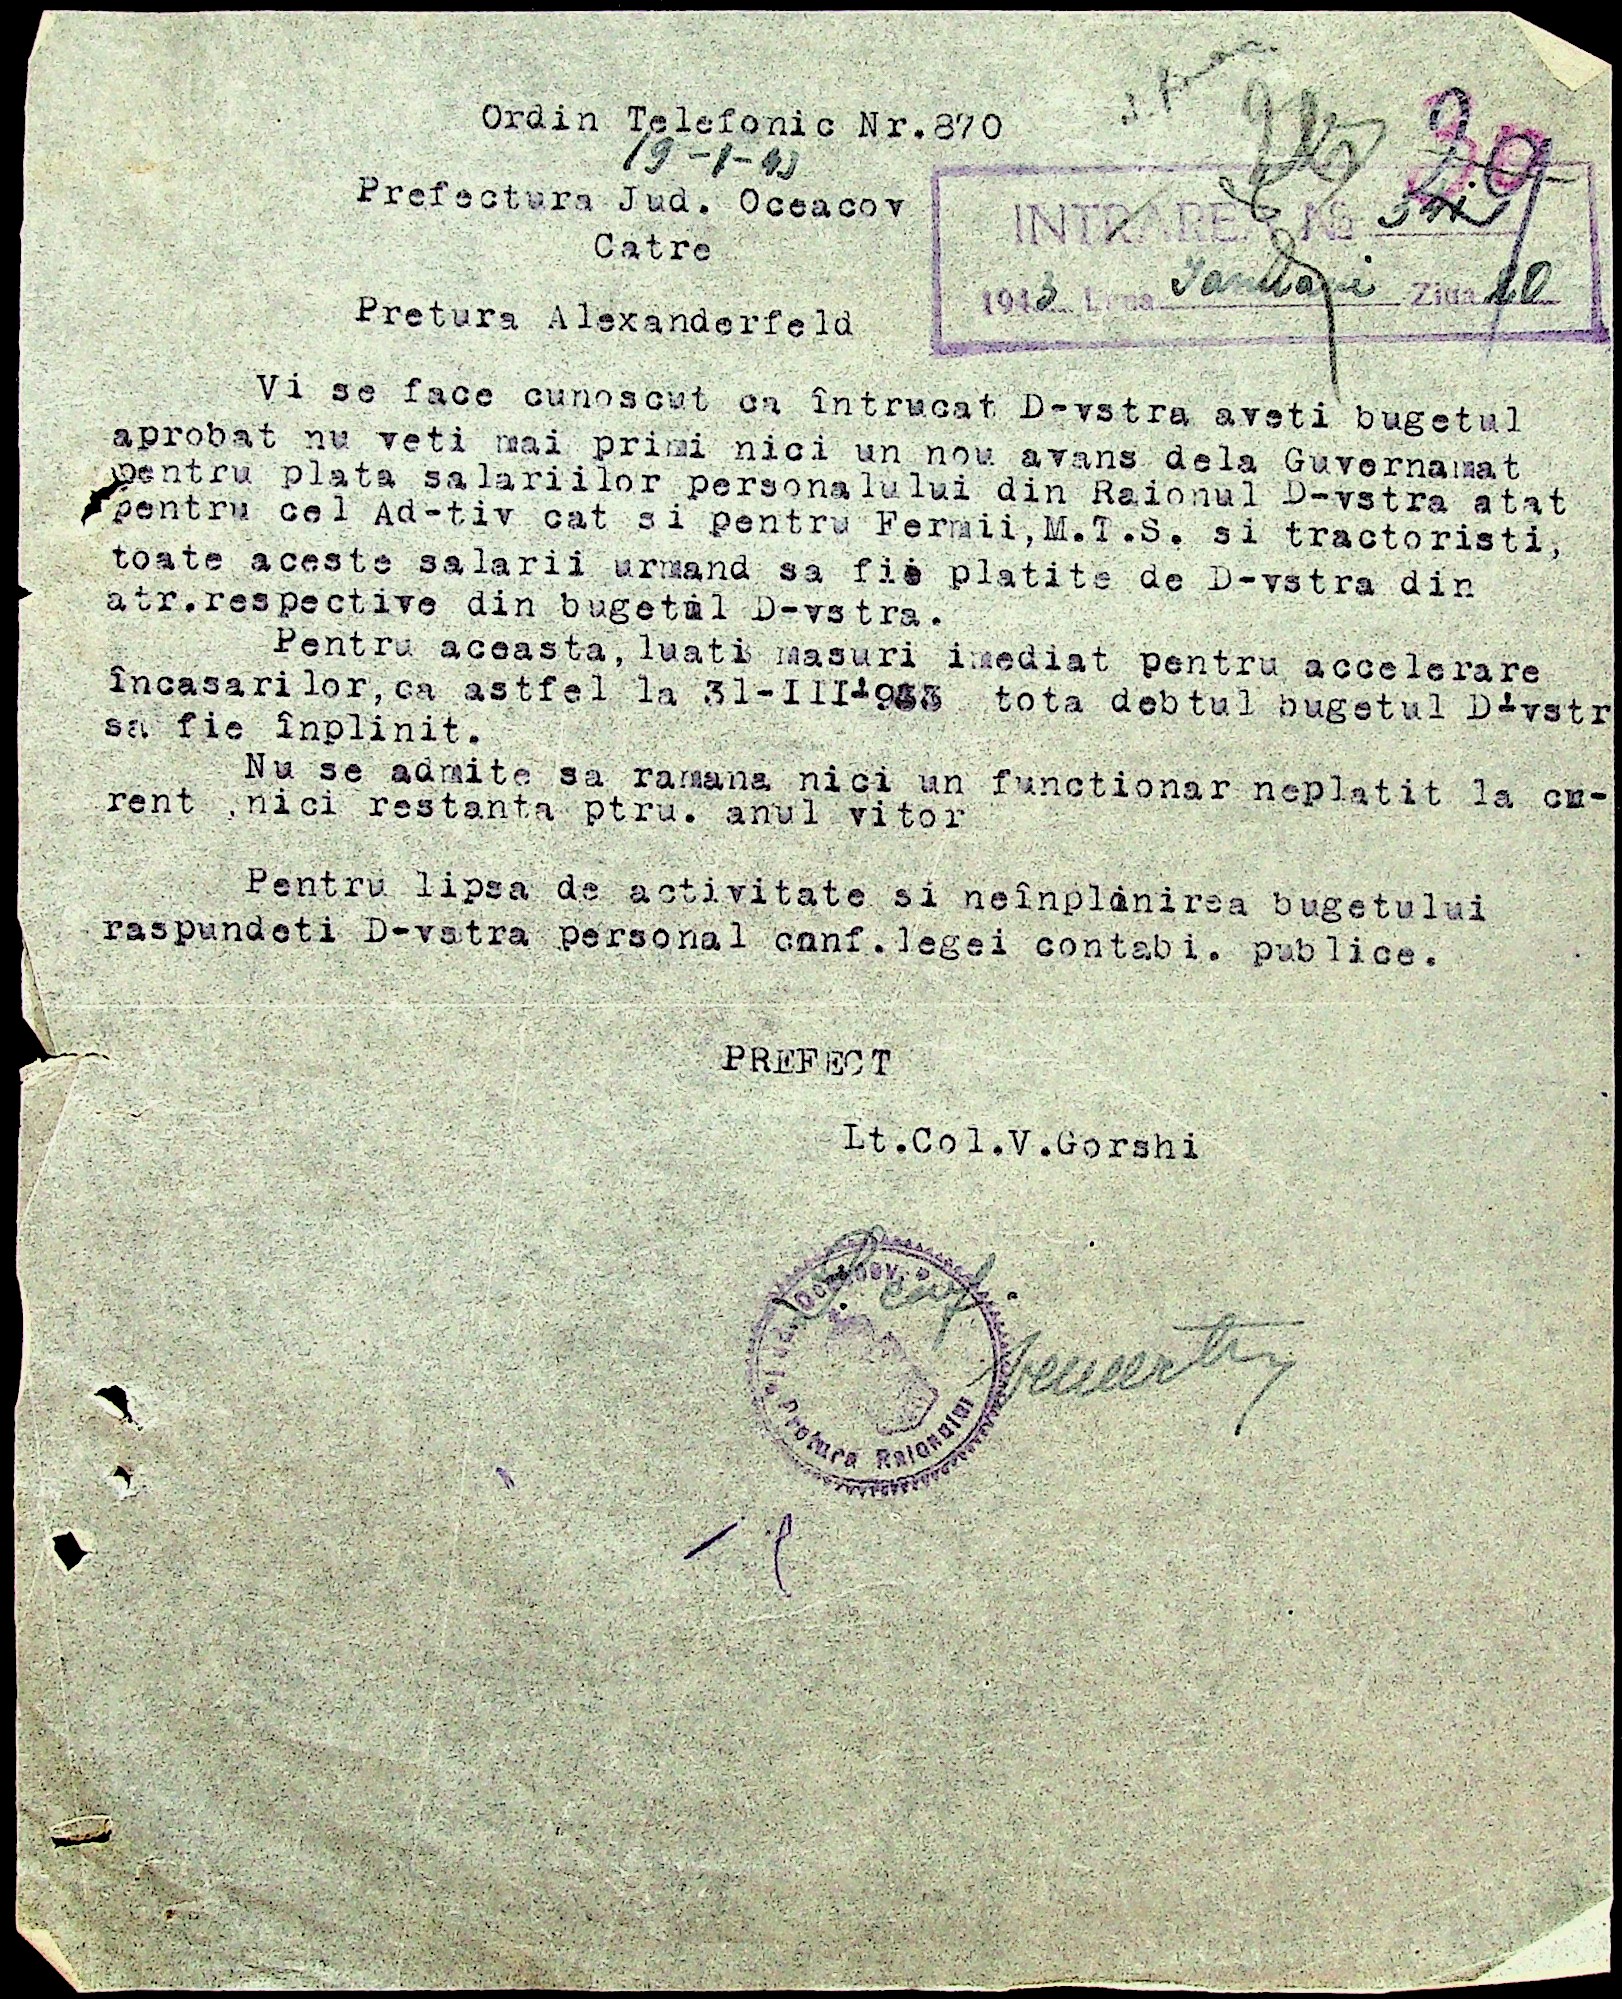 Ordin Telefonic Nr.870
19-1-43
Prefectura Jud. Oceacov
Catre
Pretura Alexanderfeld
INTRARE No
1943 Luna Ianuarie Ziua 20
Vi se face cunoscut ca întrucat D-vstra aveti bugetul
aprobat nu veti mai primi nici un nou avans dela Guvernamat
pentru plata salariilor personalului din Raionul D-vstra atat
pentru cel Ad-tiv cat si pentru Fermii,M.T.S. si tractoristi,
toate aceste salarii urmand sa fie platite de D-vstra din
atr.respective din bugetul D-vstra.
Pentru aceasta,luati masuri imediat pentru accelerare
încasarilor,ca astfel la 31-III-1933 tota debtul bugetul D-vstr
sa fie înplinit.
Nu se admite sa ramana nici un functionar neplatit la cu-
rent ,nici restanta ptru. anul vitor
Pentru lipsa de activitate si neînplinirea bugetului
raspundeti D-vstra personal conf.legei contabi. publice.
PREFECT
Lt.Col.V.Gorshi
p. conf.
Jud. Oceacov
Pretura Raionului